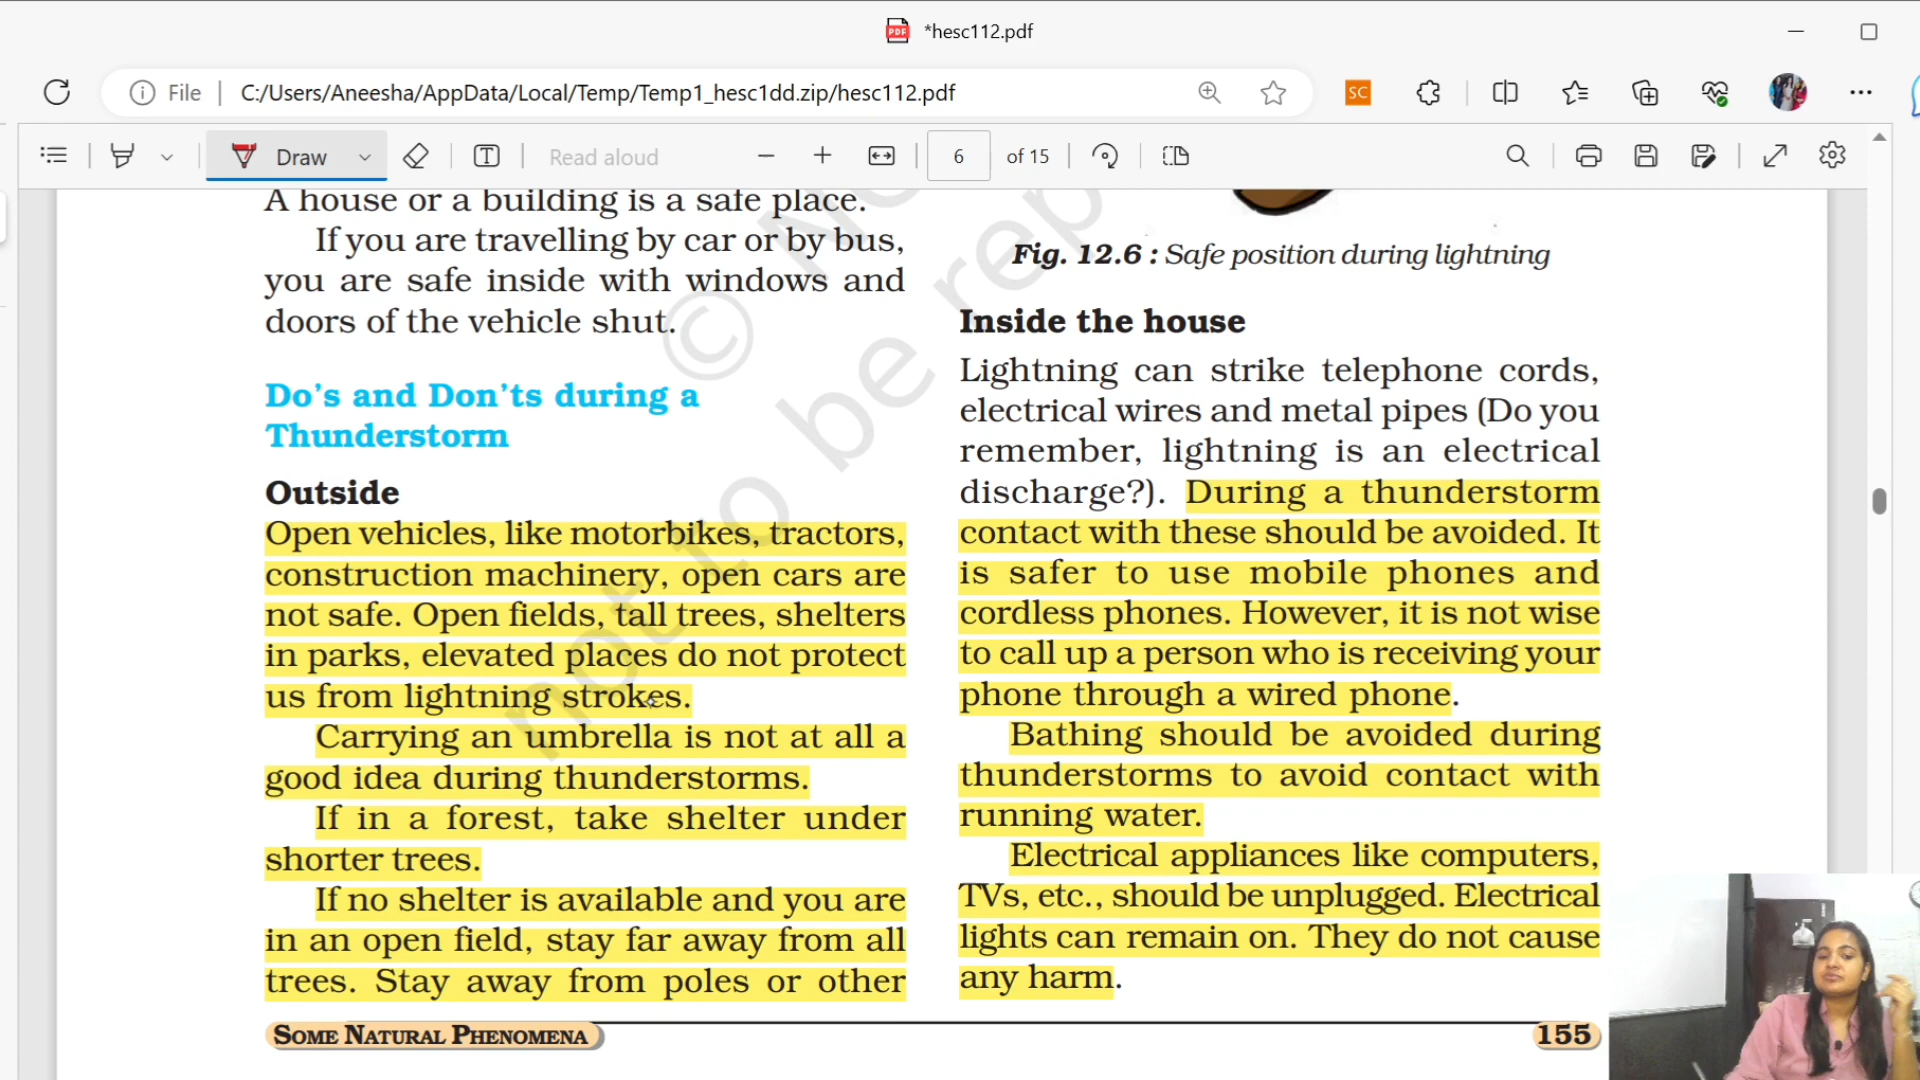 *hesc112.pdf
File
C:/Users/Aneesha/AppData/Local/Temp/Temp1_hesc1dd.zip/hesc112.pdf
SC
Draw
Read aloud
6 of 15
A house or a building is a safe place.
If you are travelling by car or by bus,
you are safe inside with windows and
doors of the vehicle shut.
Do's and Don'ts during a
Thunderstorm
Outside
Open vehicles, like motorbikes, tractors,
construction machinery, open cars are
not safe. Open fields, tall trees, shelters
in parks, elevated places do not protect
us from lightning strokes.
Carrying an umbrella is not at all a
good idea during thunderstorms.
If in a forest, take shelter under
shorter trees.
If no shelter is available and you are
in an open field, stay far away from all
trees. Stay away from poles or other
Fig. 12.6 : Safe position during lightning
Inside the house
Lightning can strike telephone cords,
electrical wires and metal pipes (Do you
remember, lightning is an electrical
discharge?). During a thunderstorm
contact with these should be avoided. It
is safer to use mobile phones and
cordless phones. However, it is not wise
to call up a person who is receiving your
phone through a wired phone.
Bathing should be avoided during
thunderstorms to avoid contact with
running water.
Electrical appliances like computers,
TVs, etc., should be unplugged. Electrical
lights can remain on. They do not cause
any harm.
SOME NATURAL PHENOMENA
155
not to be